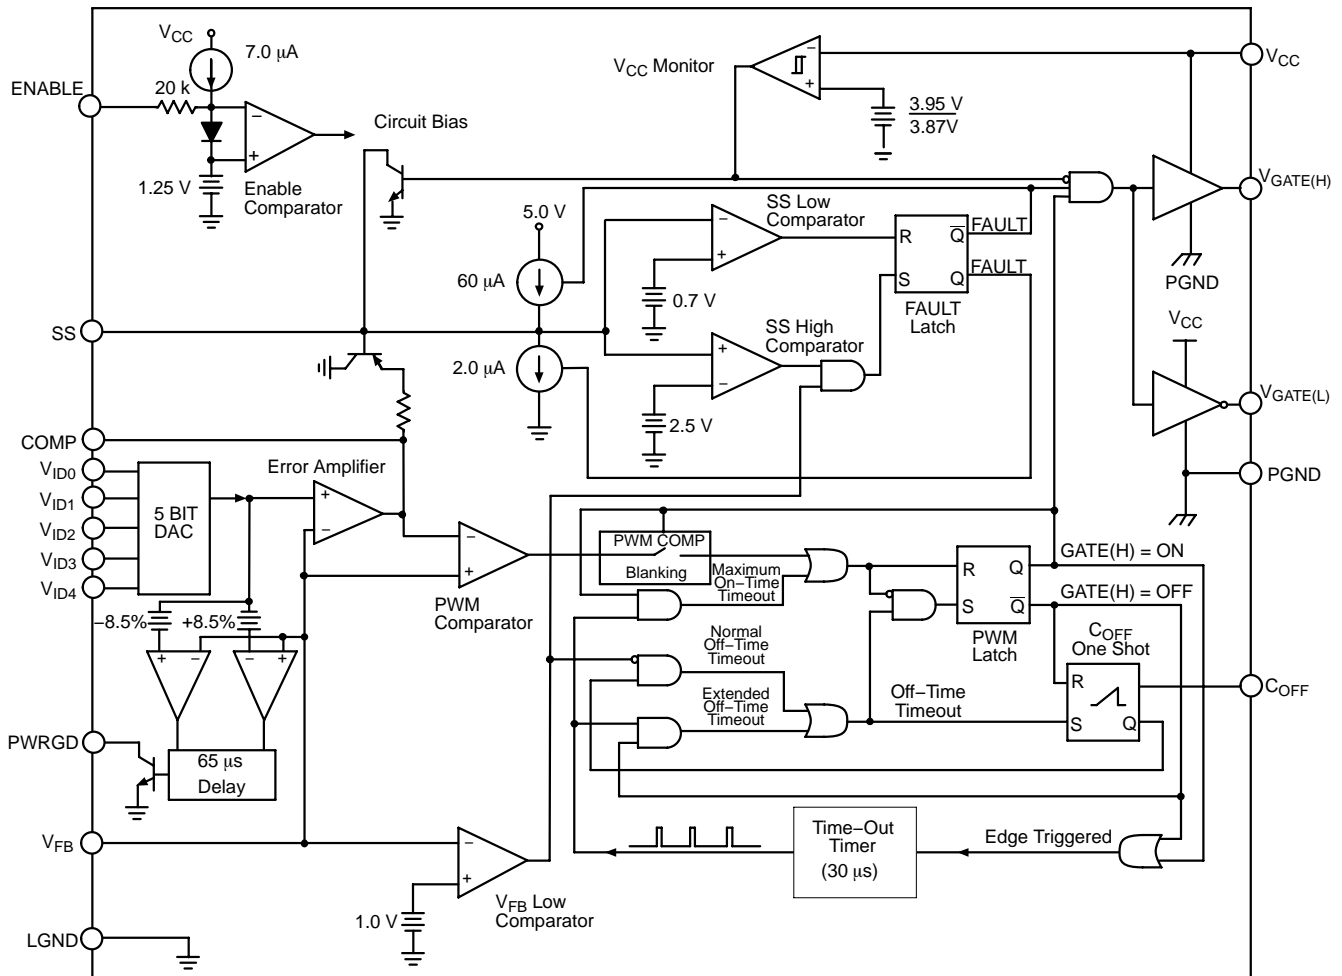 VCC
7.0 μA
ENABLE
20 k
−
+
1.25 V
Enable
Comparator
Circuit Bias
VCC Monitor
−
+
3.95 V
3.87V
VCC
VGATE(H)
PGND
5.0 V
60 μA
−
+
SS Low
Comparator
0.7 V
R
Q
S
Q
FAULT
FAULT
FAULT
Latch
SS
2.0 μA
+
−
SS High
Comparator
2.5 V
VCC
VGATE(L)
PGND
COMP
VID0
VID1
VID2
VID3
VID4
5 BIT
DAC
Error Amplifier
+
−
−
+
PWM
Comparator
PWM COMP
Blanking
Maximum
On−Time
Timeout
R
Q
S
Q
PWM
Latch
GATE(H) = ON
GATE(H) = OFF
−8.5%
+8.5%
+
−
−
+
Normal
Off−Time
Timeout
Extended
Off−Time
Timeout
Off−Time
Timeout
COFF
One Shot
R
S
Q
COFF
PWRGD
65 μs
Delay
VFB
−
+
1.0 V
VFB Low
Comparator
Time−Out
Timer
(30 μs)
Edge Triggered
LGND